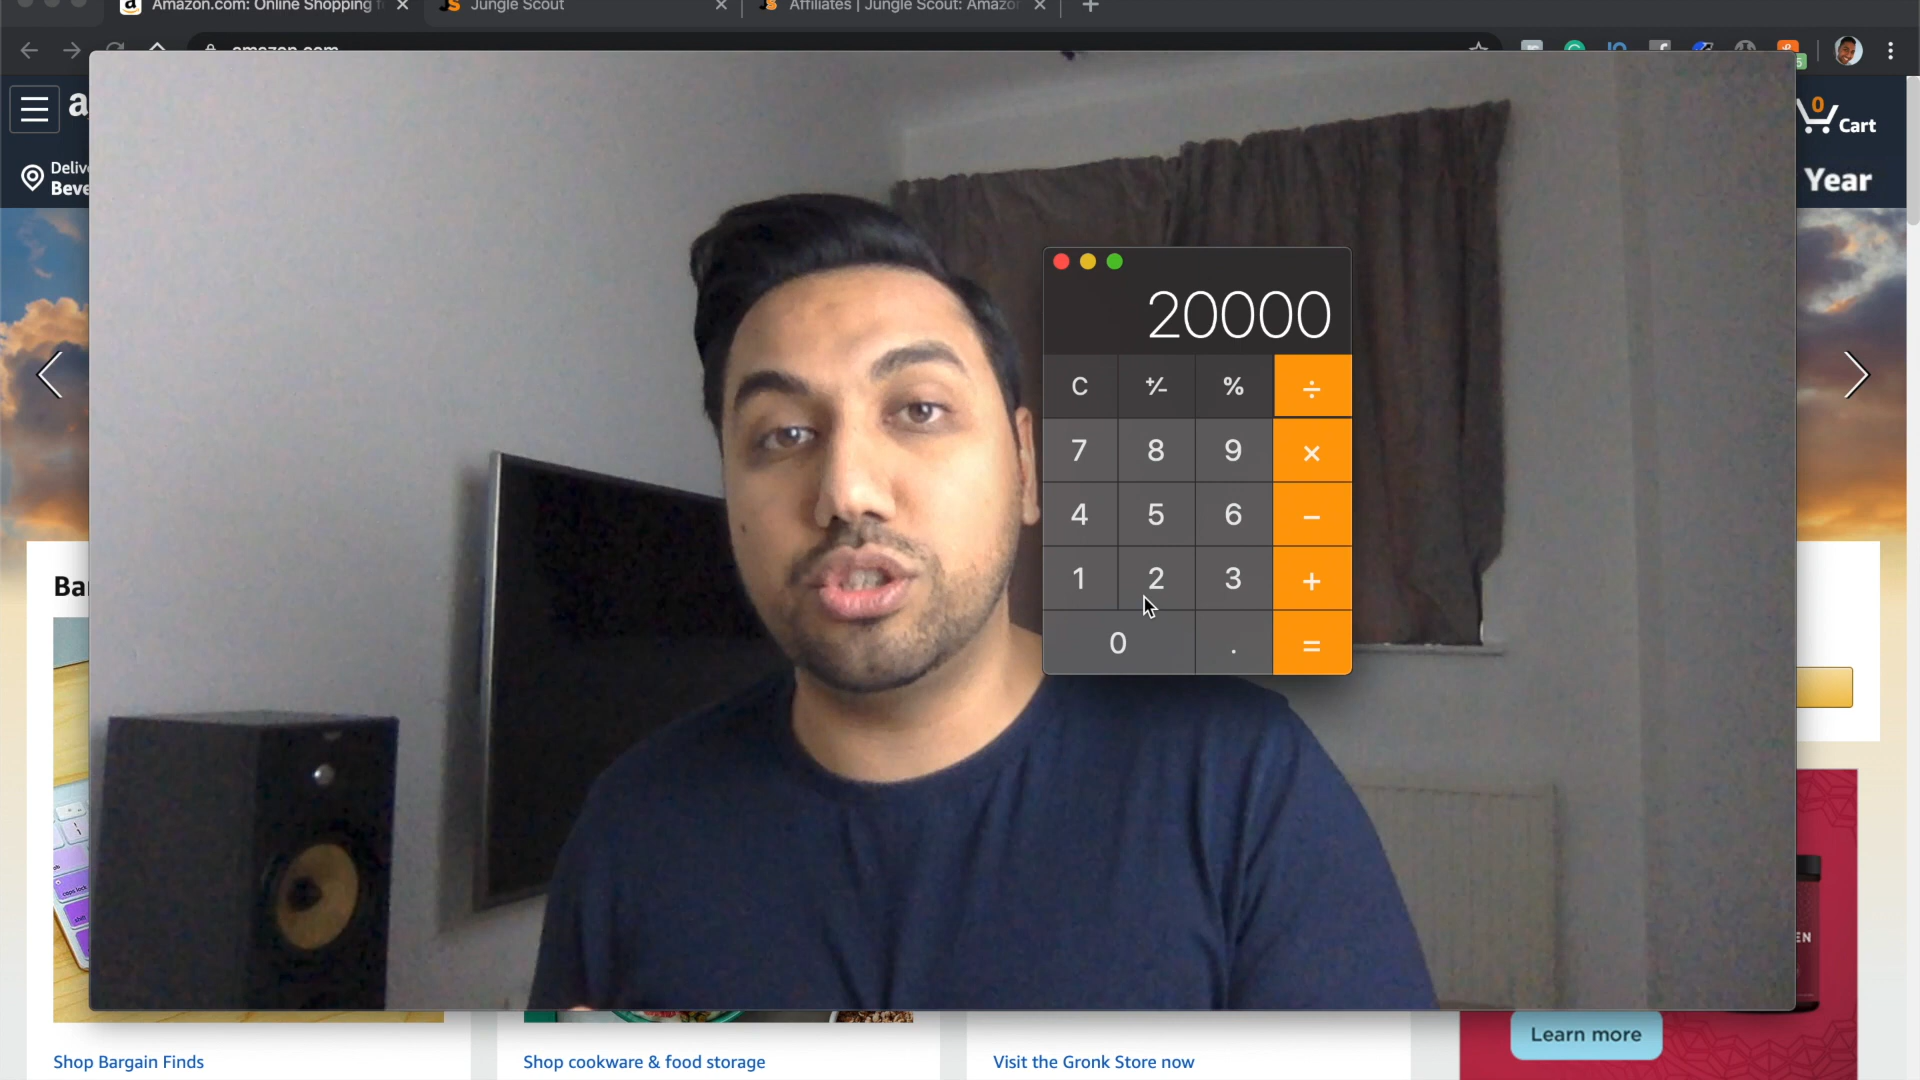 Amazon.com: Online Shopping f
Jungle Scout
Affiliates | Jungle Scout: Amazo
amazon.com
0
Cart
Deliv
Beve
Year
20000
C +/- % ÷
7 8 9 ×
4 5 6 −
1 2 3 +
0 . =
Ba
EN
Learn more
Shop Bargain Finds
Shop cookware & food storage
Visit the Gronk Store now